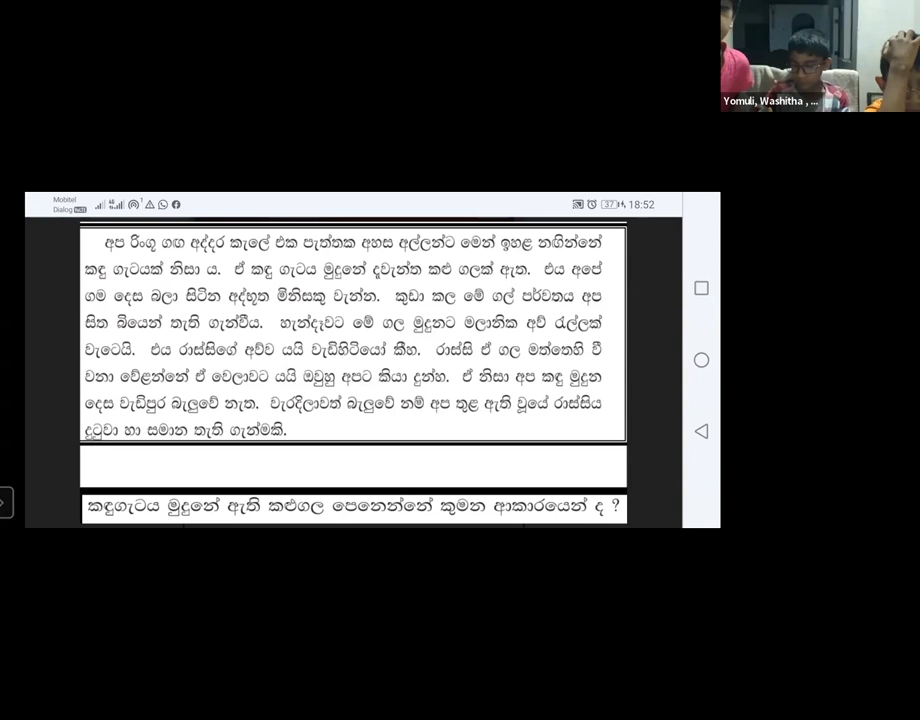 Yomuli, Washitha , ...
Mobitel
Dialog VoLTE
37 18:52
අප රිංගූ ගඟ අද්දර කැලේ එක පැත්තක අහස අල්ලන්ට මෙන් ඉහළ නඟින්නේ
කඳු ගැටයක් නිසා ය. ඒ කඳු ගැටය මුදුනේ දැවැන්ත කළු ගලක් ඇත. එය අපේ
ගම දෙස බලා සිටින අද්භූත මිනිසකු වැන්න. කුඩා කල මේ ගල් පර්වතය අප
සිත බියෙන් තැති ගැන්වීය. හැන්දෑවට මේ ගල මුදුනට මලානික අව් රැල්ලක්
වැටෙයි. එය රාස්සිගේ අව්ව යයි වැඩිහිටියෝ කීහ. රාස්සි ඒ ගල මත්තෙහි වී
වනා වේළන්නේ ඒ වෙලාවට යයි ඔවුහු අපට කියා දුන්හ. ඒ නිසා අප කඳු මුදුන
දෙස වැඩිපුර බැලුවේ නැත. වැරදිලාවත් බැලුවේ නම් අප තුළ ඇති වූයේ රාස්සිය
දුටුවා හා සමාන තැති ගැන්මකි.
කඳුගැටය මුදුනේ ඇති කළුගල පෙනෙන්නේ කුමන ආකාරයෙන් ද ?